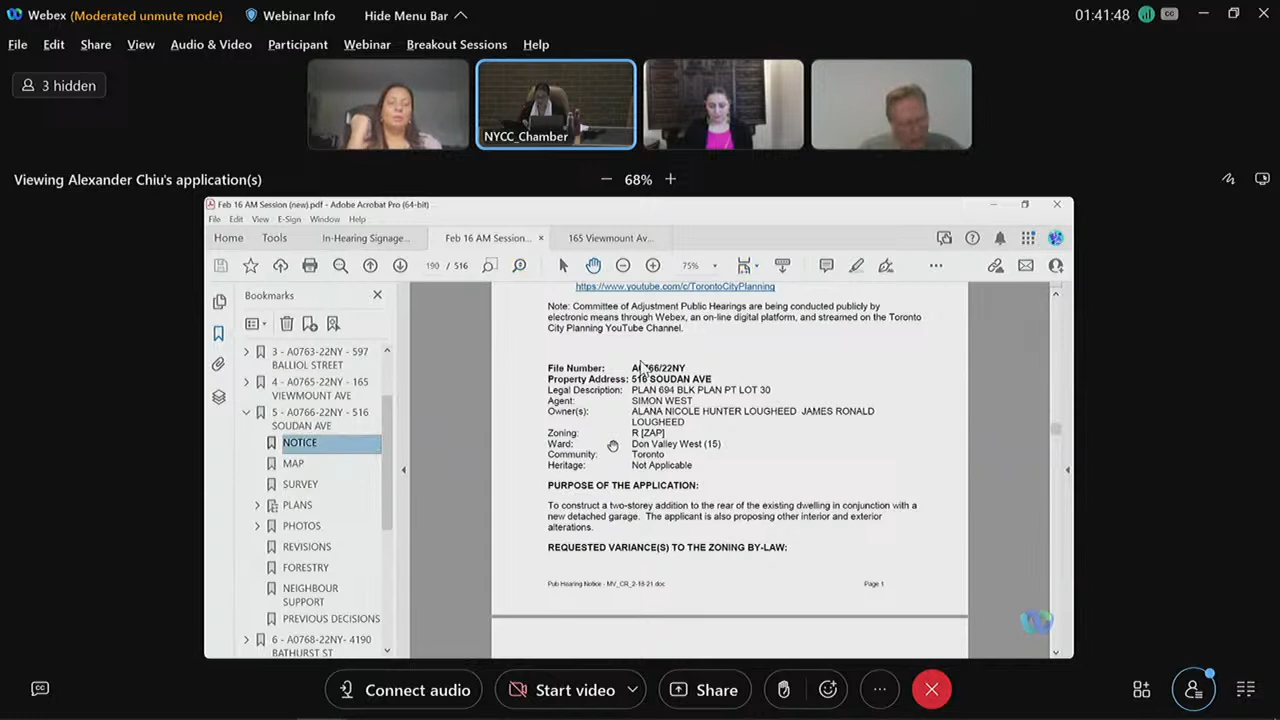 Webex (Moderated unmute mode) Webinar Info Hide Menu Bar 01:41:48 CC
File Edit Share View Audio & Video Participant Webinar Breakout Sessions Help
3 hidden
NYCC_Chamber
Viewing Alexander Chiu's application(s) 68%
Feb 16 AM Session (new).pdf - Adobe Acrobat Pro (64-bit)
File Edit View E-Sign Window Help
Home Tools In-Hearing Signage... Feb 16 AM Session... × 165 Viewmount Av...
190 / 516 75%
Bookmarks
3 - A0763-22NY - 597
BALLIOL STREET
4 - A0765-22NY - 165
VIEWMOUNT AVE
5 - A0766-22NY - 516
SOUDAN AVE
NOTICE
MAP
SURVEY
PLANS
PHOTOS
REVISIONS
FORESTRY
NEIGHBOUR
SUPPORT
PREVIOUS DECISIONS
6 - A0768-22NY- 4190
BATHURST ST
https://www.youtube.com/c/TorontoCityPlanning
Note: Committee of Adjustment Public Hearings are being conducted publicly by
electronic means through Webex, an on-line digital platform, and streamed on the Toronto
City Planning YouTube Channel.
File Number: A0766/22NY
Property Address: 516 SOUDAN AVE
Legal Description: PLAN 694 BLK PLAN PT LOT 30
Agent: SIMON WEST
Owner(s): ALANA NICOLE HUNTER LOUGHEED JAMES RONALD
LOUGHEED
Zoning: R [ZAP]
Ward: Don Valley West (15)
Community: Toronto
Heritage: Not Applicable
PURPOSE OF THE APPLICATION:
To construct a two-storey addition to the rear of the existing dwelling in conjunction with a
new detached garage. The applicant is also proposing other interior and exterior
alterations.
REQUESTED VARIANCE(S) TO THE ZONING BY-LAW:
Pub Hearing Notice - MV_CR_2-18-21.doc Page 1
Connect audio Start video Share